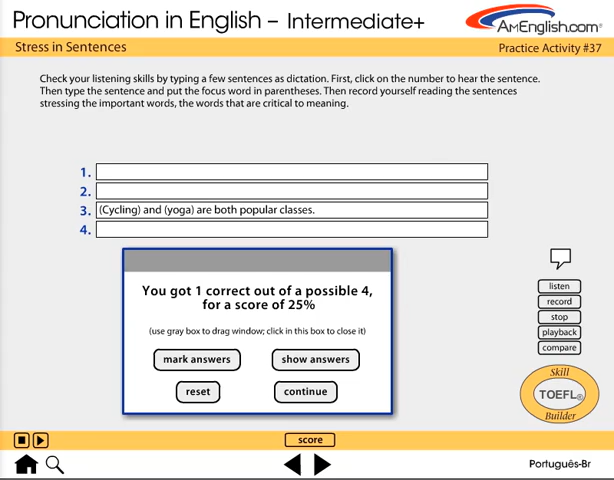 Pronunciation in English – Intermediate+
AmEnglish.com®
Stress in Sentences
Practice Activity #37
Check your listening skills by typing a few sentences as dictation. First, click on the number to hear the sentence.
Then type the sentence and put the focus word in parentheses. Then record yourself reading the sentences
stressing the important words, the words that are critical to meaning.
1.
2.
3. (Cycling) and (yoga) are both popular classes.
4.
You got 1 correct out of a possible 4,
for a score of 25%
(use gray box to drag window; click in this box to close it)
mark answers
show answers
reset
continue
listen
record
stop
playback
compare
Skill
TOEFL®
Builder
score
Português-Br